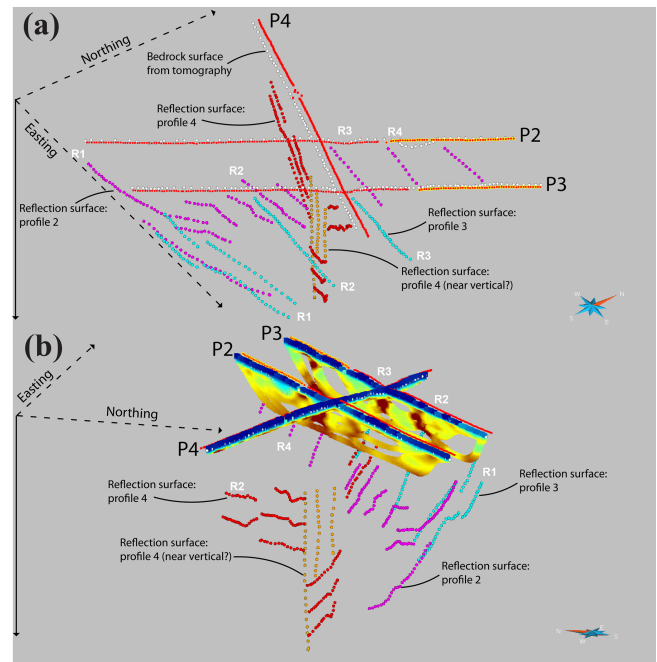 (a)
P4
Northing
Bedrock surface
from tomography
Reflection surface:
profile 4
Easting
R1
R3
R4
P2
R2
P3
Reflection surface:
profile 2
Reflection surface:
profile 3
R3
Reflection surface:
profile 4 (near vertical?)
R2
R1
W
N
S
E
(b)
P3
Easting
P2
R3
R2
Northing
P4
R4
R1
Reflection surface:
profile 3
R2
Reflection surface:
profile 4
Reflection surface:
profile 4 (near vertical?)
Reflection surface:
profile 2
N
E